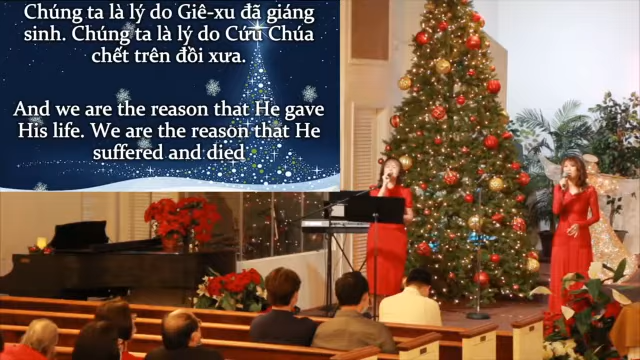 Chúng ta là lý do Giê-xu đã giáng
sinh. Chúng ta là lý do Cứu Chúa
chết trên đồi xưa.
And we are the reason that He gave
His life. We are the reason that He
suffered and died